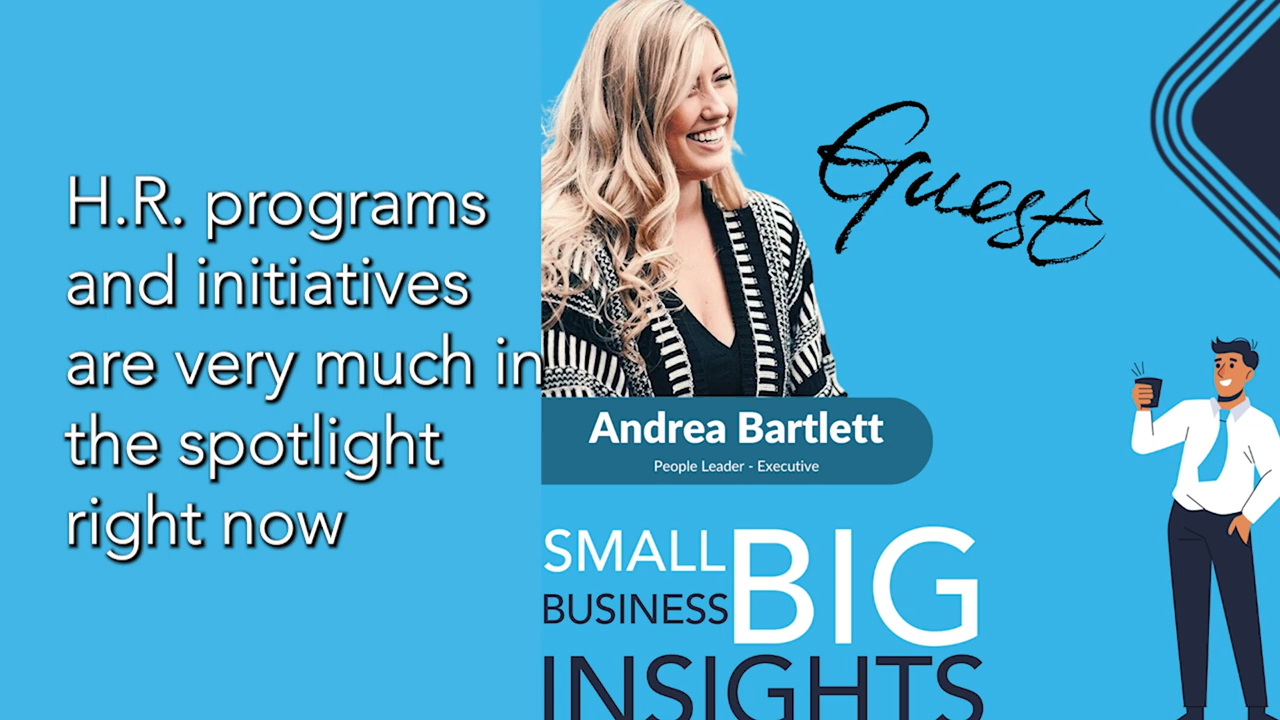 H.R. programs
and initiatives
are very much in
the spotlight
right now
Guest
Andrea Bartlett
People Leader - Executive
SMALL
BUSINESS
BIG
INSIGHTS